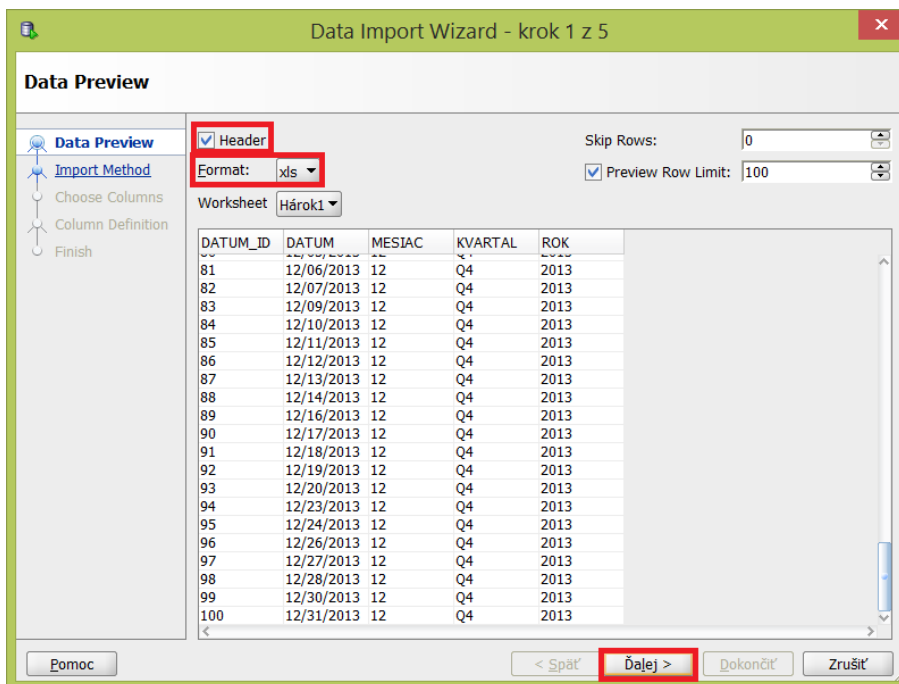 Data Import Wizard - krok 1 z 5
Data Preview
Data Preview
Import Method
Choose Columns
Column Definition
Finish
Header
Skip Rows: 0
Format: xls
Preview Row Limit: 100
Worksheet Hárok1
DATUM_ID DATUM MESIAC KVARTAL ROK
81 12/06/2013 12 Q4 2013
82 12/07/2013 12 Q4 2013
83 12/09/2013 12 Q4 2013
84 12/10/2013 12 Q4 2013
85 12/11/2013 12 Q4 2013
86 12/12/2013 12 Q4 2013
87 12/13/2013 12 Q4 2013
88 12/14/2013 12 Q4 2013
89 12/16/2013 12 Q4 2013
90 12/17/2013 12 Q4 2013
91 12/18/2013 12 Q4 2013
92 12/19/2013 12 Q4 2013
93 12/20/2013 12 Q4 2013
94 12/23/2013 12 Q4 2013
95 12/24/2013 12 Q4 2013
96 12/26/2013 12 Q4 2013
97 12/27/2013 12 Q4 2013
98 12/28/2013 12 Q4 2013
99 12/30/2013 12 Q4 2013
100 12/31/2013 12 Q4 2013
Pomoc < Späť Ďalej > Dokončiť Zrušiť